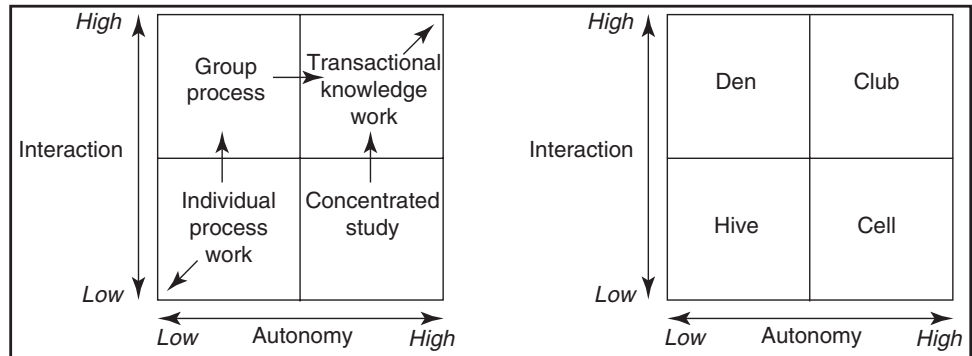 High
Interaction
Low
Group
process
Transactional
knowledge
work
Individual
process
work
Concentrated
study
Low
Autonomy
High
High
Interaction
Low
Den
Club
Hive
Cell
Low
Autonomy
High